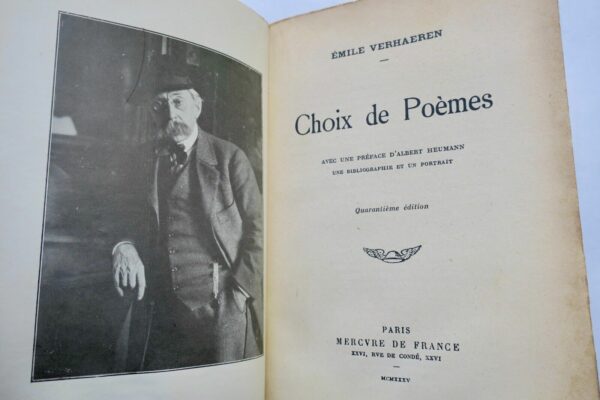 ÉMILE VERHAEREN
Choix de Poèmes
AVEC UNE PRÉFACE D'ALBERT HEUMANN
UNE BIBLIOGRAPHIE ET UN PORTRAIT
Quarantième édition
PARIS
MERCVRE DE FRANCE
XXVI, RVE DE CONDÉ, XXVI
MCMXXXV